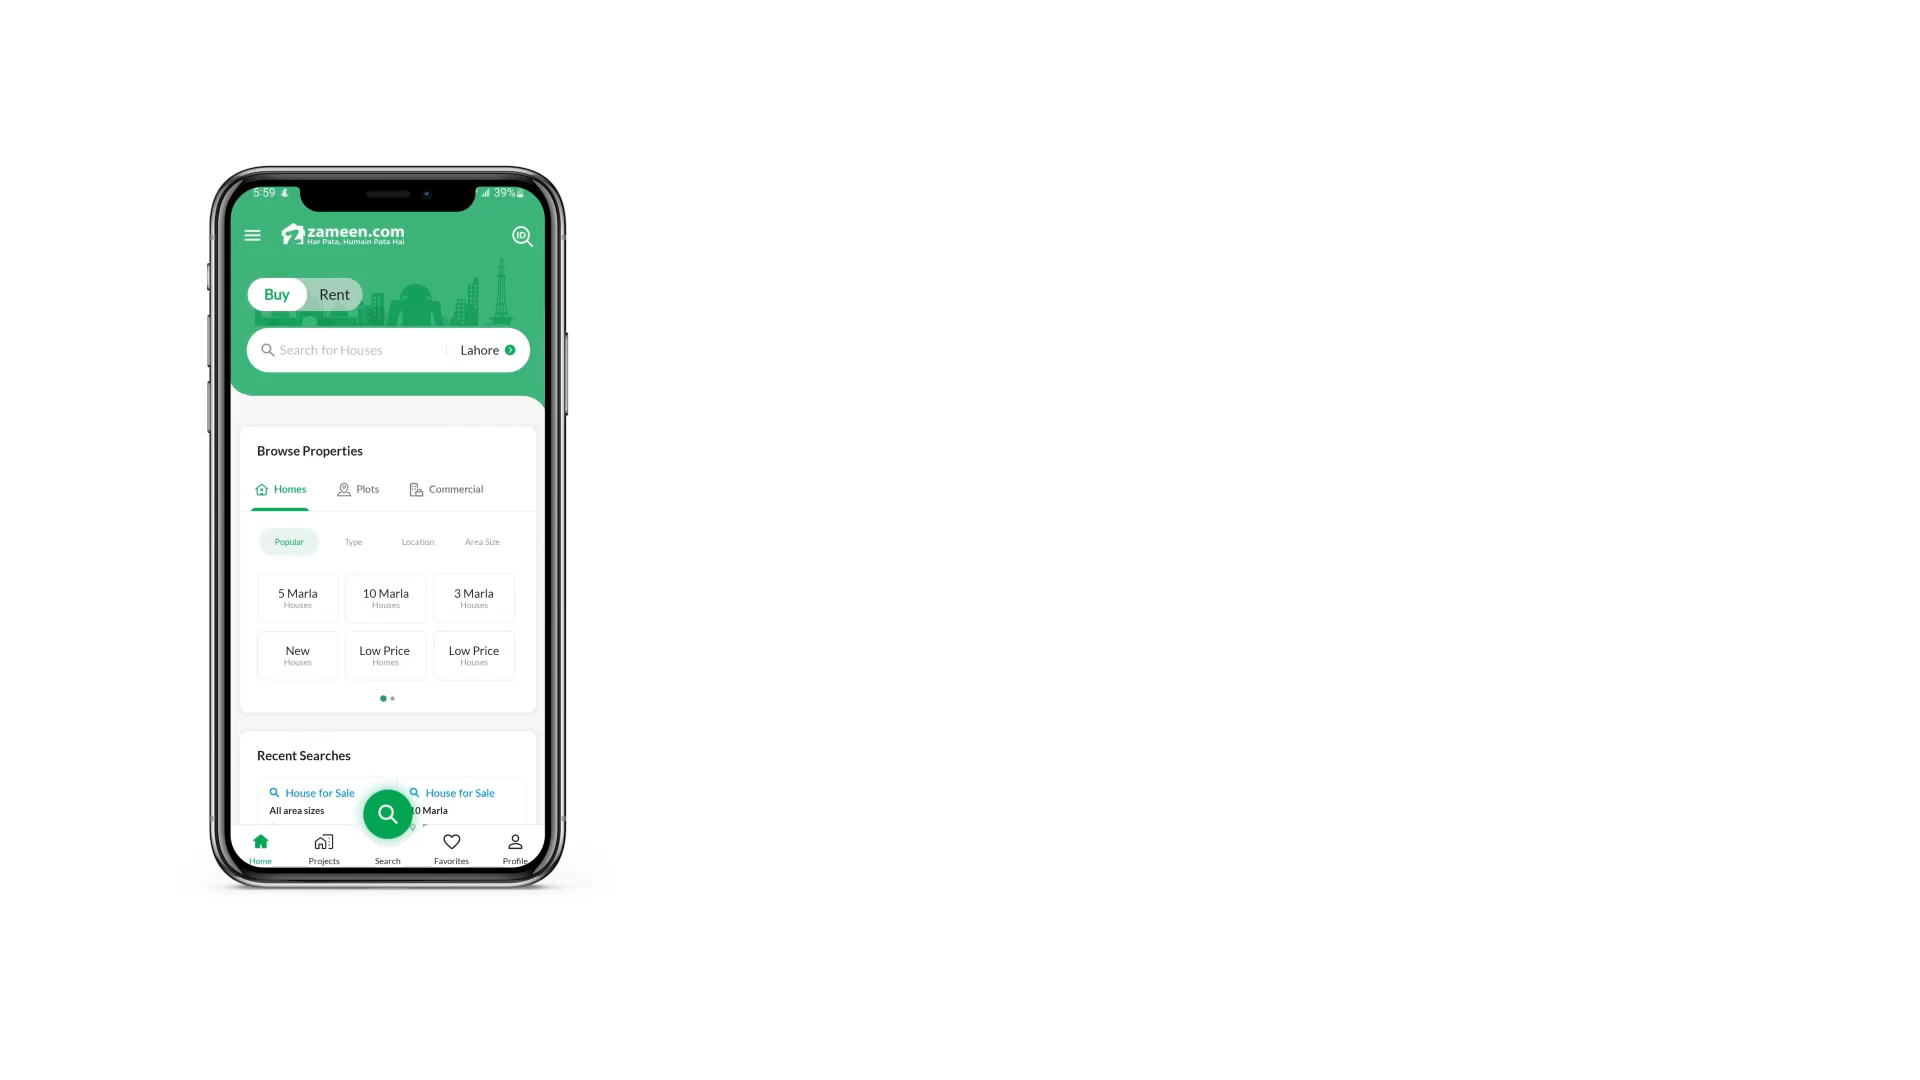 5:59 39%
zameen.com
Har Pata, Humain Pata Hai
ID
Buy Rent
Search for Houses Lahore
Browse Properties
Homes Plots Commercial
Popular Type Location Area Size
5 Marla 10 Marla 3 Marla
Houses Houses Houses
New Low Price Low Price
Houses Homes Houses
Recent Searches
House for Sale House for Sale
All area sizes 10 Marla
Home Projects Search Favorites Profile